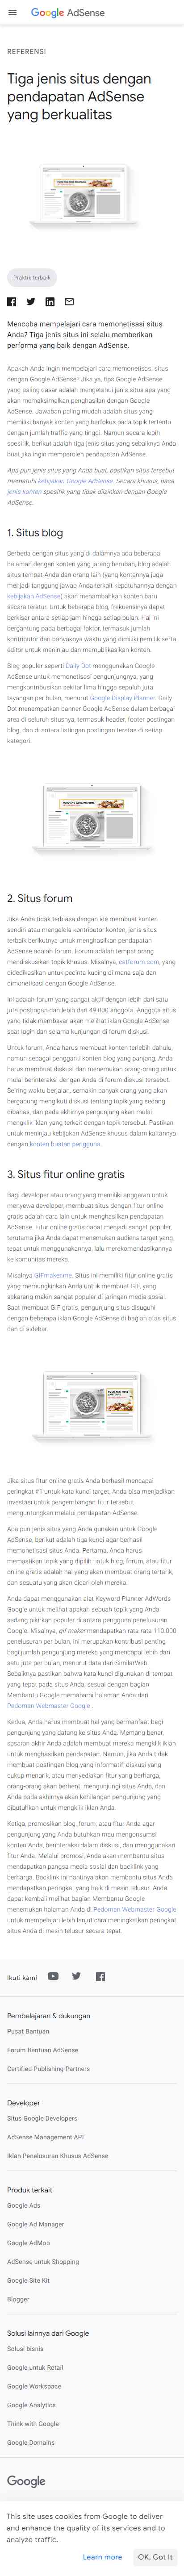 Google AdSense
REFERENSI
Tiga jenis situs dengan
pendapatan AdSense
yang berkualitas
Praktik terbaik
Mencoba mempelajari cara memonetisasi situs
Anda? Tiga jenis situs ini selalu memberikan
performa yang baik dengan AdSense.
Apakah Anda ingin mempelajari cara memonetisasi situs
dengan Google AdSense? Jika ya, tips Google AdSense
yang paling dasar adalah mengetahui jenis situs apa yang
akan memaksimalkan penghasilan dengan Google
AdSense. Jawaban paling mudah adalah situs yang
memiliki banyak konten yang berfokus pada topik tertentu
dengan jumlah traffic yang tinggi. Namun secara lebih
spesifik, berikut adalah tiga jenis situs yang sebaiknya Anda
buat jika ingin memperoleh pendapatan AdSense.
Apa pun jenis situs yang Anda buat, pastikan situs tersebut
mematuhi kebijakan Google AdSense. Secara khusus, baca
jenis konten spesifik yang tidak diizinkan dengan Google
AdSense.
1. Situs blog
Berbeda dengan situs yang di dalamnya ada beberapa
halaman dengan konten yang jarang berubah, blog adalah
situs tempat Anda dan orang lain (yang kontennya juga
menjadi tanggung jawab Anda terkait kepatuhannya dengan
kebijakan AdSense) akan menambahkan konten baru
secara teratur. Untuk beberapa blog, frekuensinya dapat
berkisar antara setiap jam hingga setiap bulan. Hal ini
bergantung pada berbagai faktor, termasuk jumlah
kontributor dan banyaknya waktu yang dimiliki pemilik serta
editor untuk meninjau dan memublikasikan konten.
Blog populer seperti Daily Dot menggunakan Google
AdSense untuk memonetisasi pengunjungnya, yang
mengkontribusikan sekitar lima hingga sepuluh juta
tayangan per bulan, menurut Google Display Planner. Daily
Dot menempatkan banner Google AdSense dalam berbagai
area di seluruh situsnya, termasuk header, footer postingan
blog, dan di antara listingan postingan teratas di setiap
kategori.
2. Situs forum
Jika Anda tidak terbiasa dengan ide membuat konten
sendiri atau mengelola kontributor konten, jenis situs
terbaik berikutnya untuk menghasilkan pendapatan
AdSense adalah forum. Forum adalah tempat orang
mendiskusikan topik khusus. Misalnya, catforum.com, yang
didedikasikan untuk pecinta kucing di mana saja dan
dimonetisasi dengan Google AdSense.
Ini adalah forum yang sangat aktif dengan lebih dari satu
juta postingan dan lebih dari 49.000 anggota. Anggota situs
yang tidak membayar akan melihat iklan Google AdSense
saat login dan selama kunjungan di forum diskusi.
Untuk forum, Anda harus membuat konten terlebih dahulu,
namun sebagai pengganti konten blog yang panjang, Anda
harus membuat diskusi dan menemukan orang-orang untuk
mulai berinteraksi dengan Anda di forum diskusi tersebut.
Seiring waktu berjalan, semakin banyak orang yang akan
bergabung mengikuti diskusi tentang topik yang sedang
dibahas, dan pada akhirnya pengunjung akan mulai
mengklik iklan yang terkait topik tersebut. Pastikan Anda
untuk meninjau kebijakan AdSense khusus dalam kaitannya
dengan konten buatan pengguna.
3. Situs fitur online gratis
Bagi developer atau orang yang memiliki anggaran untuk
menyewa developer, membuat situs dengan fitur online
gratis adalah cara lain untuk menghasilkan pendapatan
AdSense. Fitur online gratis dapat menjadi sangat populer,
terutama jika Anda dapat menemukan audiens target yang
tepat untuk menggunakannya, lalu merekomendasikannya
ke komunitas mereka.
Misalnya GIFmaker.me. Situs ini memiliki fitur online gratis
yang memungkinkan Anda untuk membuat GIF, yang
sekarang makin sangat populer di jaringan media sosial.
Saat membuat GIF gratis, pengunjung situs disuguhi
dengan beberapa iklan Google AdSense di bagian atas situs
dan di sidebar.
Jika situs fitur online gratis Anda berhasil mencapai
peringkat #1 untuk kata kunci target, Anda bisa menjadikan
investasi untuk pengembangan fitur tersebut
menguntungkan melalui pendapatan AdSense.
Apa pun jenis situs yang Anda gunakan untuk Google
AdSense, berikut adalah tiga kunci agar berhasil
memonetisasi situs Anda. Pertama, Anda harus
memastikan topik yang dipilih untuk blog, forum, atau fitur
online gratis adalah hal yang akan membuat orang tertarik,
dan sesuatu yang akan dicari oleh mereka.
Anda dapat menggunakan alat Keyword Planner AdWords
Google untuk melihat apakah sebuah topik yang Anda
sedang pikirkan populer di antara pengguna penelusuran
Google. Misalnya, gif maker mendapatkan rata-rata 110.000
penelusuran per bulan, ini merupakan kontribusi penting
bagi jumlah pengunjung mereka yang mencapai lebih dari
satu juta per bulan, menurut data dari SimilarWeb.
Sebaiknya pastikan bahwa kata kunci digunakan di tempat
yang tepat pada situs Anda, sesuai dengan bagian
Membantu Google memahami halaman Anda dari
Pedoman Webmaster Google .
Kedua, Anda harus membuat hal yang bermanfaat bagi
pengunjung yang datang ke situs Anda. Memang benar,
sasaran akhir Anda adalah membuat mereka mengklik iklan
untuk menghasilkan pendapatan. Namun, jika Anda tidak
membuat postingan blog yang informatif, diskusi yang
cukup menarik, atau menyediakan fitur yang berharga,
orang-orang akan berhenti mengunjungi situs Anda, dan
Anda pada akhirnya akan kehilangan pengunjung yang
dibutuhkan untuk mengklik iklan Anda.
Ketiga, promosikan blog, forum, atau fitur Anda agar
pengunjung yang Anda butuhkan mau mengonsumsi
konten Anda, berinteraksi dalam diskusi, dan menggunakan
fitur Anda. Melalui promosi, Anda akan membantu situs
mendapatkan pangsa media sosial dan backlink yang
berharga. Backlink ini nantinya akan membantu situs Anda
mendapatkan peringkat yang baik di mesin telusur. Anda
dapat kembali melihat bagian Membantu Google
menemukan halaman Anda di Pedoman Webmaster Google
untuk mempelajari lebih lanjut cara meningkatkan peringkat
situs Anda di mesin telusur secara tepat.
Ikuti kami
Pembelajaran & dukungan
Pusat Bantuan
Forum Bantuan AdSense
Certified Publishing Partners
Developer
Situs Google Developers
AdSense Management API
Iklan Penelusuran Khusus AdSense
Produk terkait
Google Ads
Google Ad Manager
Google AdMob
AdSense untuk Shopping
Google Site Kit
Blogger
Solusi lainnya dari Google
Solusi bisnis
Google untuk Retail
Google Workspace
Google Analytics
Think with Google
Google Domains
Google
This site uses cookies from Google to deliver
and enhance the quality of its services and to
analyze traffic.
Learn more
OK, Got It